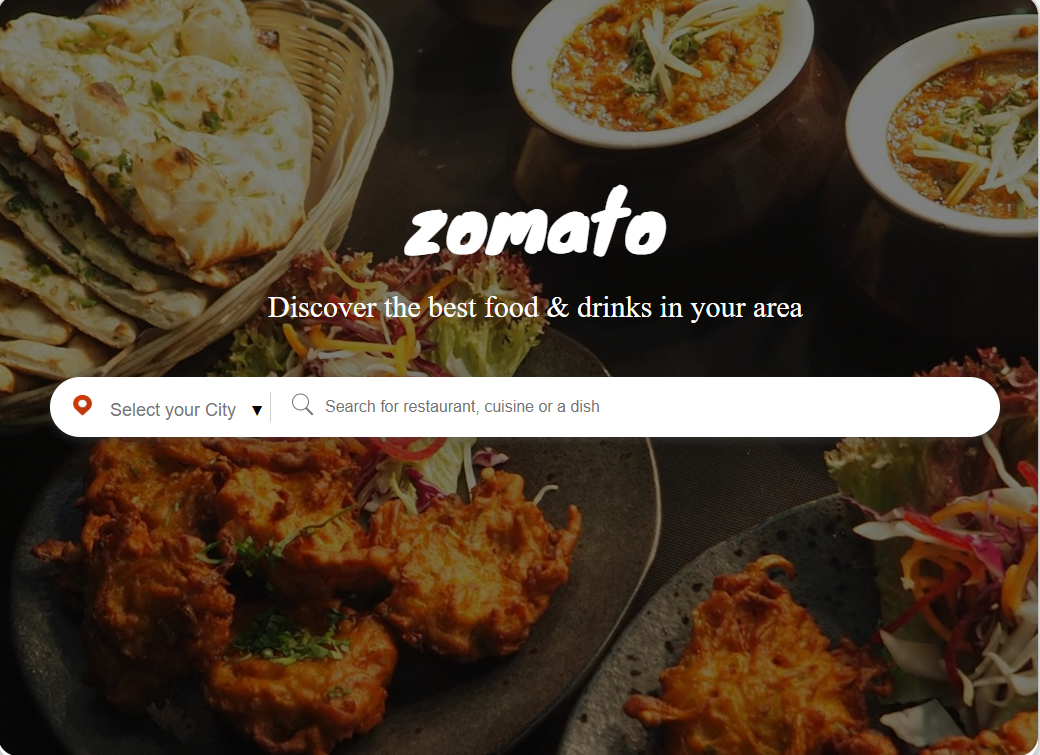 zomato
Discover the best food & drinks in your area
Select your City
Search for restaurant, cuisine or a dish